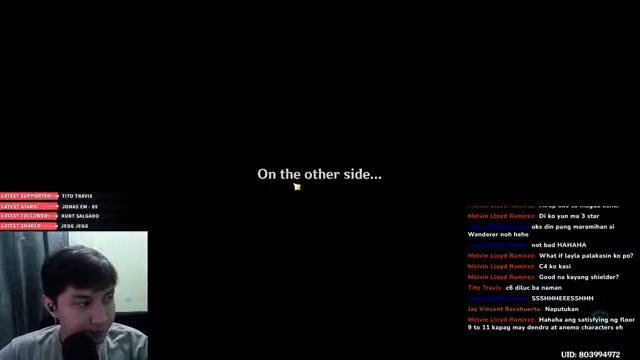 On the other side...
LATEST SUPPORTER: TITO TRAVIS
LATEST STARS: JONAS EM - 65
LATEST FOLLOWER: KURT SALGADO
LATEST SHARER: JEGG JEGG
Melvin Lloyd Ramirez: Di ko yun ma 3 star
oks din pang maramihan si
Wanderer noh hehe
not bad HAHAHA
Melvin Lloyd Ramirez: What if layla palakasin ko po?
Melvin Lloyd Ramirez: C4 ko kasi
Melvin Lloyd Ramirez: Good na kayang shielder?
Tito Travis: c6 diluc ba naman
SSSHHHEEEESSHHH
Jay Vincent Recahuerta: Naputukan
Melvin Lloyd Ramirez: Hahaha ang satisfying ng floor
9 to 11 kapag may dendro at anemo characters eh
UID: 803994972